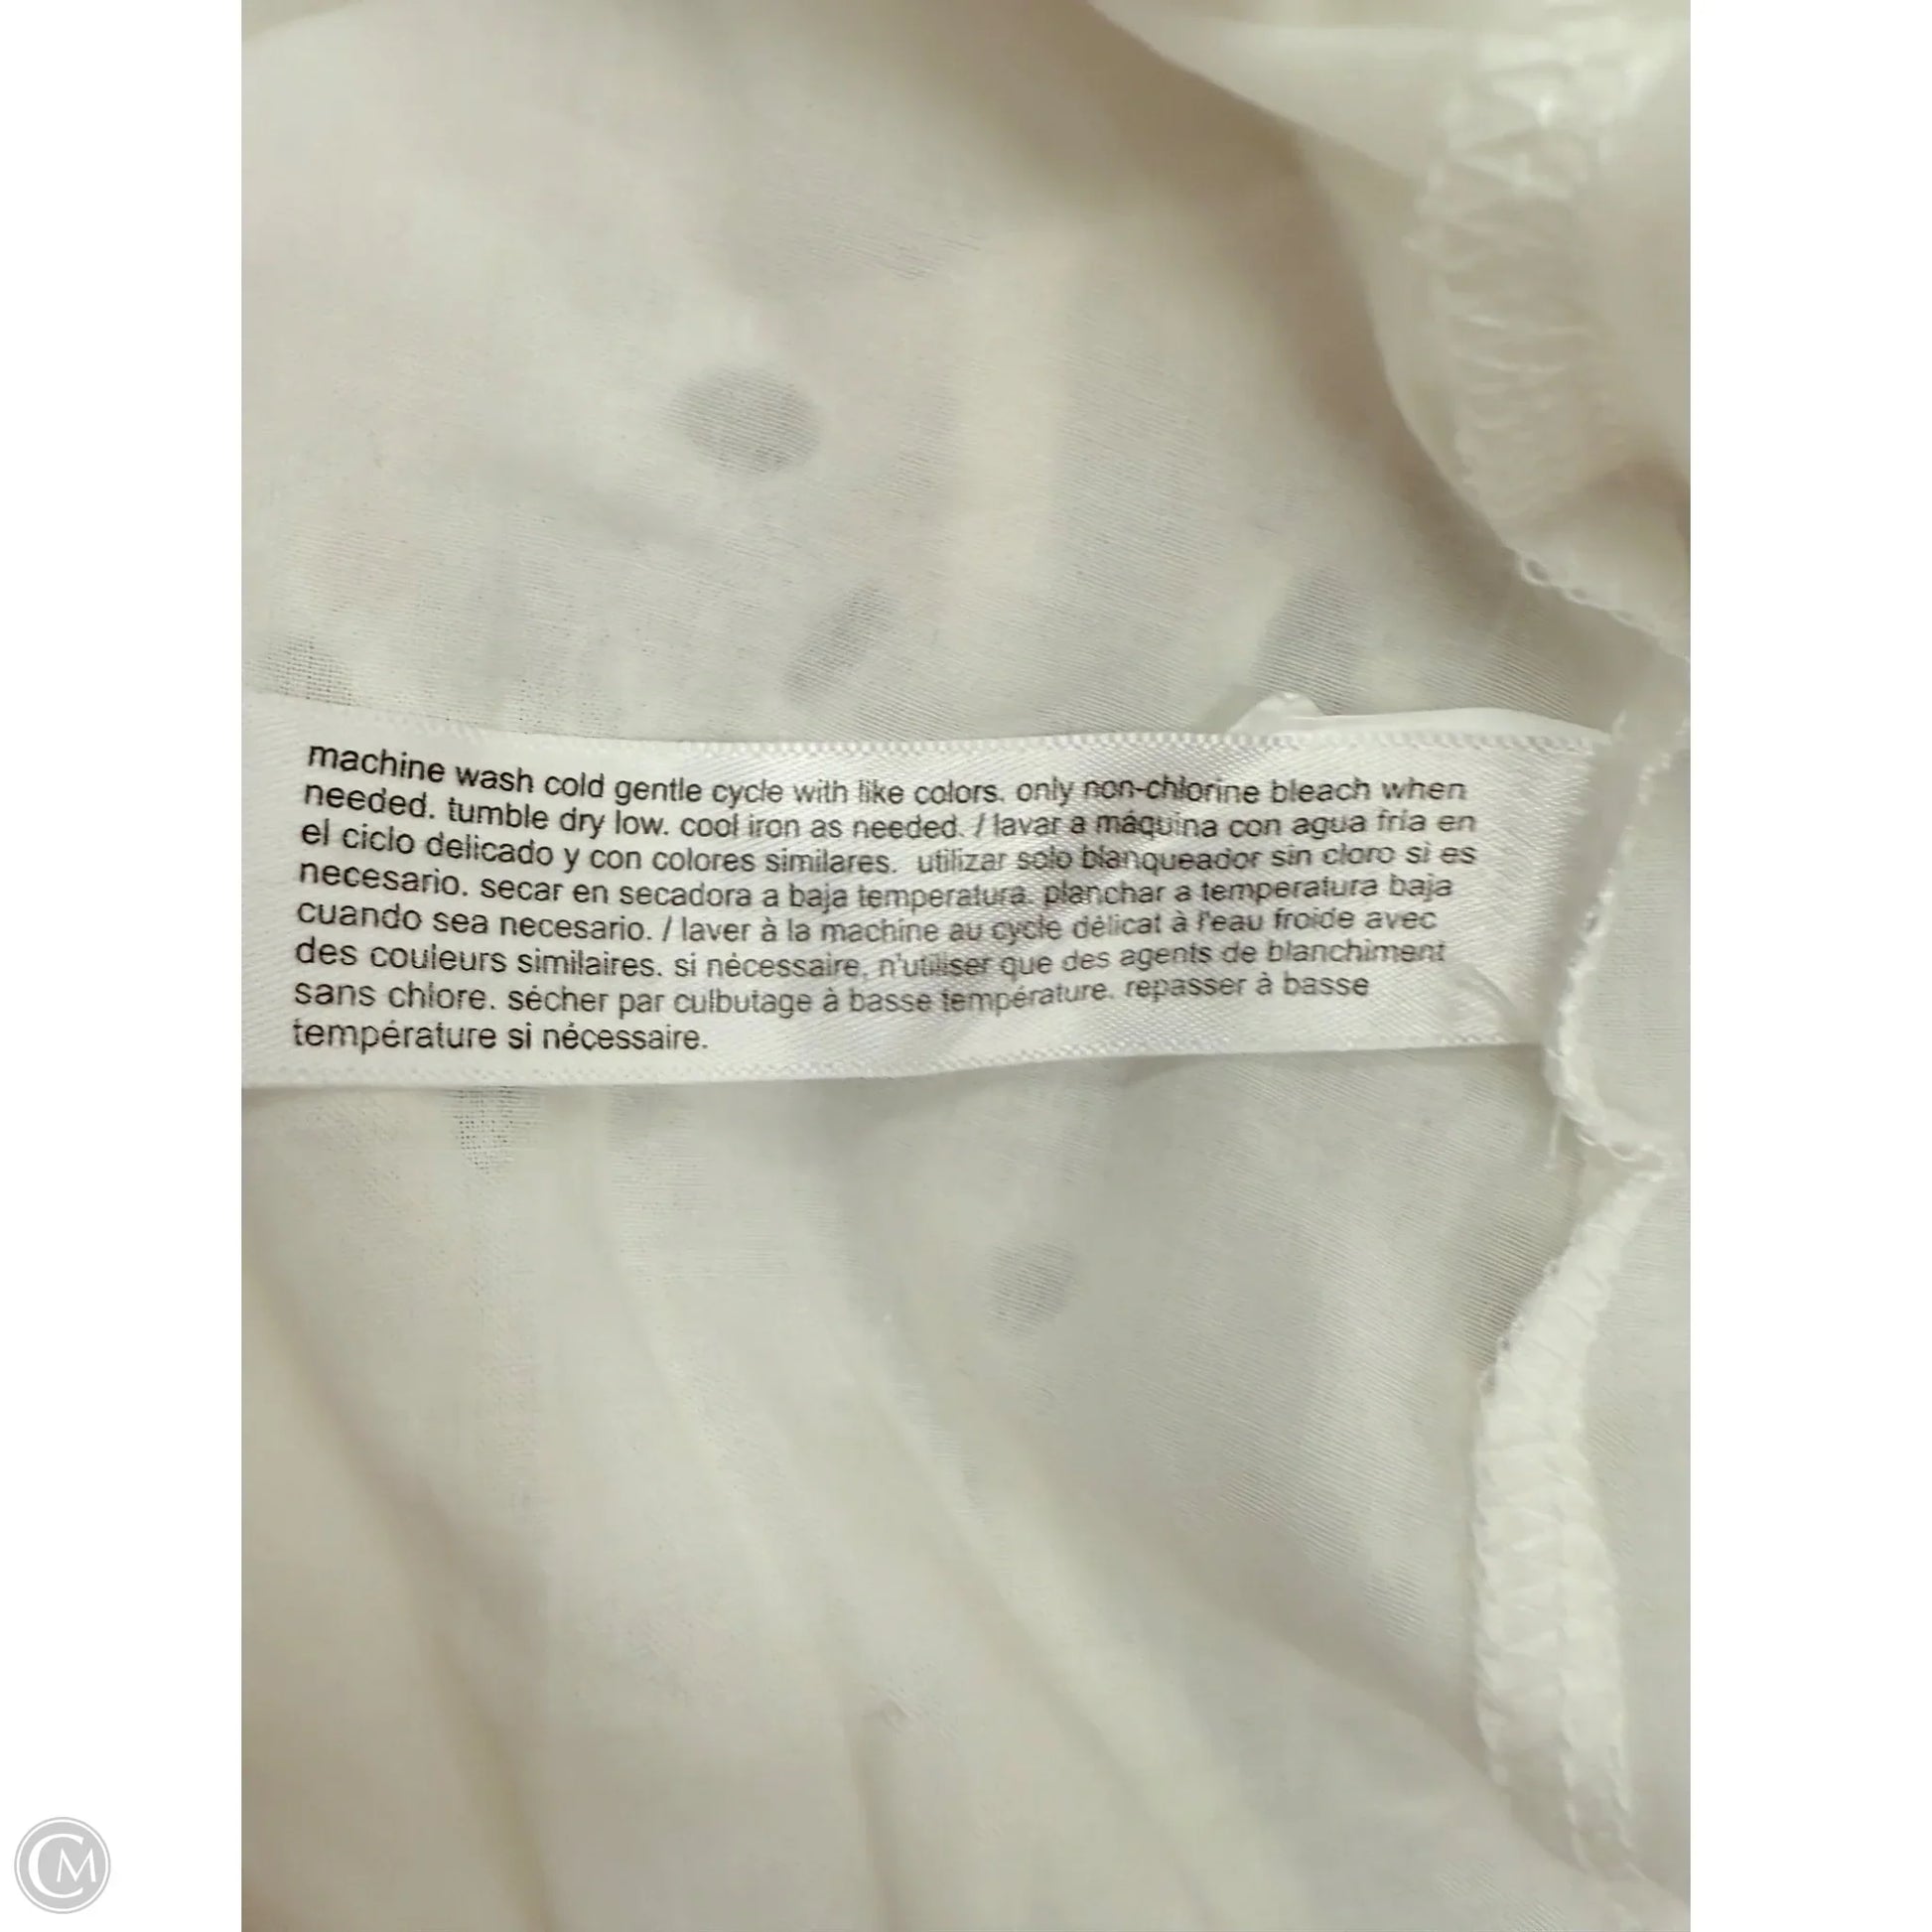 machine wash cold gentle cycle with like colors. only non-chlorine bleach when
needed. tumble dry low. cool iron as needed. / lavar a máquina con agua fría en
el ciclo delicado y con colores similares. utilizar solo blanqueador sin cloro si es
necesario. secar en secadora a baja temperatura. planchar a temperatura baja
cuando sea necesario. / laver à la machine au cycle délicat à l'eau froide avec
des couleurs similaires. si nécessaire, n'utiliser que des agents de blanchiment
sans chlore. sécher par culbutage à basse température. repasser à basse
température si nécessaire.
CM